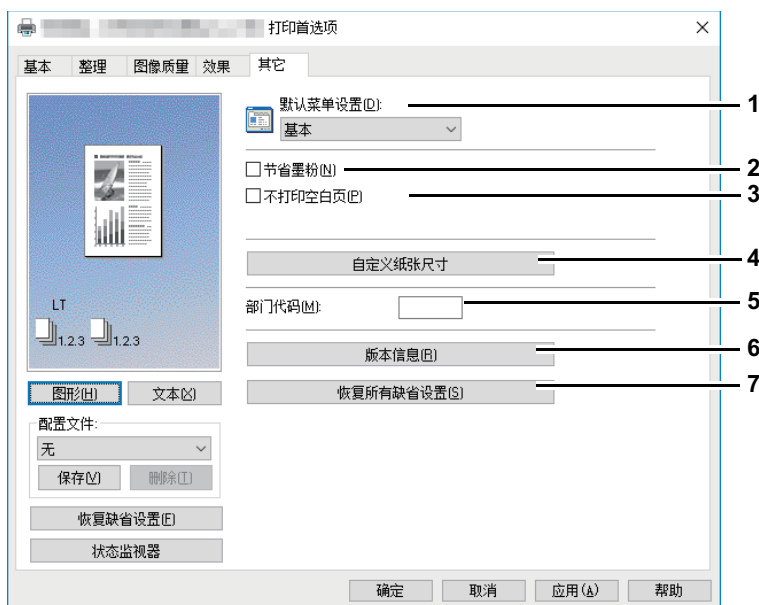 打印首选项
基本 整理 图像质量 效果 其它
默认菜单设置(D): 1
基本
节省墨粉(N) 2
不打印空白页(P) 3
自定义纸张尺寸 4
LT
部门代码(M): 5
1.2.3 1.2.3
版本信息(R) 6
图形(H) 文本(X) 恢复所有缺省设置(S) 7
配置文件:
无
保存(V) 删除(T)
恢复缺省设置(F)
状态监视器
确定 取消 应用(A) 帮助